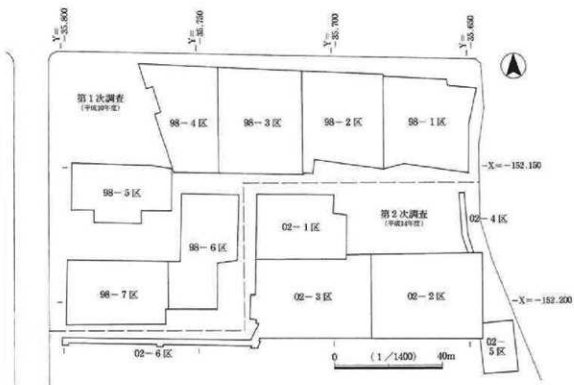 Y=
-35.800
Y=
-35.750
Y=
-35.700
Y=
-35.650
第1次調査
(平成10年度)
98-4区
98-3区
98-2区
98-1区
-X=-152.150
98-5区
98-6区
02-1区
第2次調査
(平成14年度)
02-4区
98-7区
02-3区
02-2区
-X=-152.200
02-6区
0 (1/1400) 40m
02-
5区